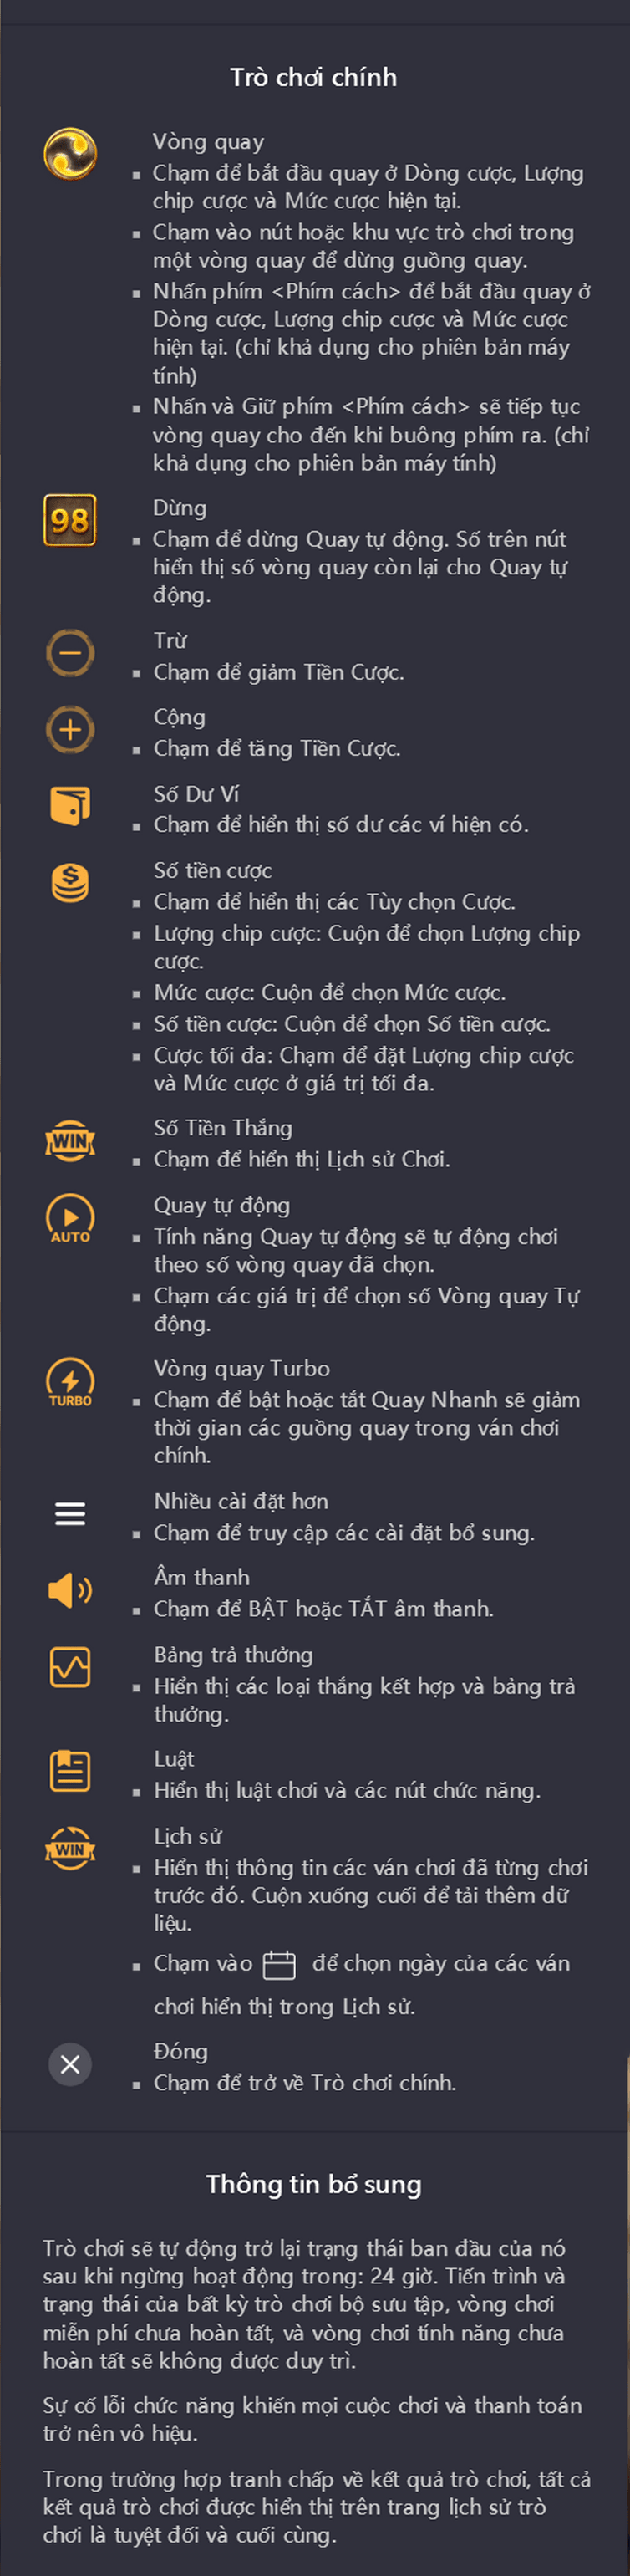 Trò chơi chính
Vòng quay
▪ Chạm để bắt đầu quay ở Dòng cược, Lượng
chip cược và Mức cược hiện tại.
▪ Chạm vào nút hoặc khu vực trò chơi trong
một vòng quay để dừng guồng quay.
▪ Nhấn phím <Phím cách> để bắt đầu quay ở
Dòng cược, Lượng chip cược và Mức cược
hiện tại. (chỉ khả dụng cho phiên bản máy
tính)
▪ Nhấn và Giữ phím <Phím cách> sẽ tiếp tục
vòng quay cho đến khi buông phím ra. (chỉ
khả dụng cho phiên bản máy tính)
98
Dừng
▪ Chạm để dừng Quay tự động. Số trên nút
hiển thị số vòng quay còn lại cho Quay tự
động.
Trừ
▪ Chạm để giảm Tiền Cược.
Cộng
▪ Chạm để tăng Tiền Cược.
Số Dư Ví
▪ Chạm để hiển thị số dư các ví hiện có.
$
Số tiền cược
▪ Chạm để hiển thị các Tùy chọn Cược.
▪ Lượng chip cược: Cuộn để chọn Lượng chip
cược.
▪ Mức cược: Cuộn để chọn Mức cược.
▪ Số tiền cược: Cuộn để chọn Số tiền cược.
▪ Cược tối đa: Chạm để đặt Lượng chip cược
và Mức cược ở giá trị tối đa.
WIN
Số Tiền Thắng
▪ Chạm để hiển thị Lịch sử Chơi.
AUTO
Quay tự động
▪ Tính năng Quay tự động sẽ tự động chơi
theo số vòng quay đã chọn.
▪ Chạm các giá trị để chọn số Vòng quay Tự
động.
TURBO
Vòng quay Turbo
▪ Chạm để bật hoặc tắt Quay Nhanh sẽ giảm
thời gian các guồng quay trong ván chơi
chính.
Nhiều cài đặt hơn
▪ Chạm để truy cập các cài đặt bổ sung.
Âm thanh
▪ Chạm để BẬT hoặc TẮT âm thanh.
Bảng trả thưởng
▪ Hiển thị các loại thắng kết hợp và bảng trả
thưởng.
Luật
▪ Hiển thị luật chơi và các nút chức năng.
WIN
Lịch sử
▪ Hiển thị thông tin các ván chơi đã từng chơi
trước đó. Cuộn xuống cuối để tải thêm dữ
liệu.
▪ Chạm vào để chọn ngày của các ván
chơi hiển thị trong Lịch sử.
Đóng
▪ Chạm để trở về Trò chơi chính.
Thông tin bổ sung
Trò chơi sẽ tự động trở lại trạng thái ban đầu của nó
sau khi ngừng hoạt động trong: 24 giờ. Tiến trình và
trạng thái của bất kỳ trò chơi bộ sưu tập, vòng chơi
miễn phí chưa hoàn tất, và vòng chơi tính năng chưa
hoàn tất sẽ không được duy trì.
Sự cố lỗi chức năng khiến mọi cuộc chơi và thanh toán
trở nên vô hiệu.
Trong trường hợp tranh chấp về kết quả trò chơi, tất cả
kết quả trò chơi được hiển thị trên trang lịch sử trò
chơi là tuyệt đối và cuối cùng.